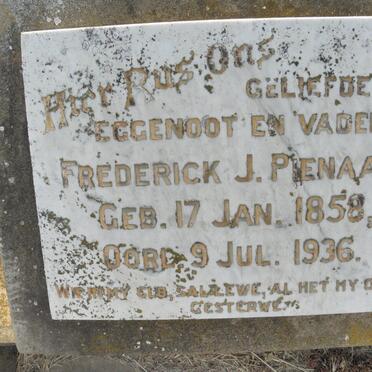 Hier Rus Ons
GELIEFDE
EGGENOOT EN VADER
FREDERICK J. PIENAA
GEB. 17 JAN. 1858,
OORL. 9 JUL. 1936.
WIE IN MY GLO, SAL LEWE, AL HET HY O
GESTERWE